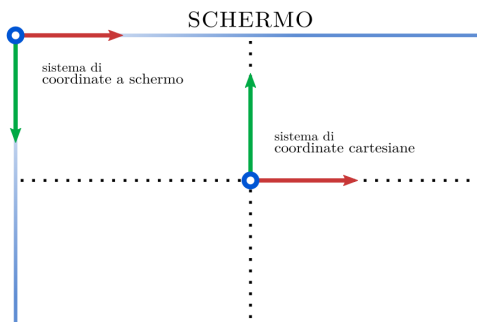 SCHERMO
sistema di
coordinate a schermo
sistema di
coordinate cartesiane